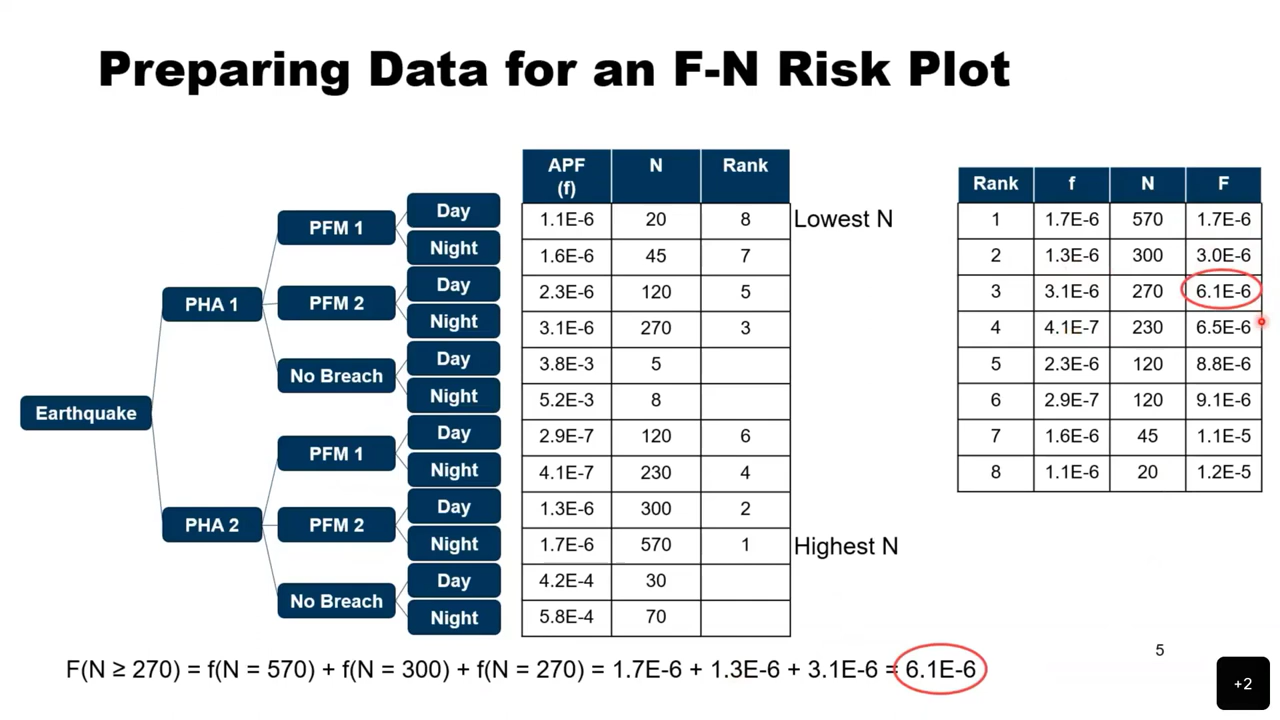 Preparing Data for an F-N Risk Plot
Earthquake
PHA 1
PHA 2
PFM 1
PFM 2
No Breach
PFM 1
PFM 2
No Breach
Day
Night
Day
Night
Day
Night
Day
Night
Day
Night
Day
Night
APF (f) N Rank
1.1E-6 20 8 Lowest N
1.6E-6 45 7
2.3E-6 120 5
3.1E-6 270 3
3.8E-3 5
5.2E-3 8
2.9E-7 120 6
4.1E-7 230 4
1.3E-6 300 2
1.7E-6 570 1 Highest N
4.2E-4 30
5.8E-4 70
Rank f N F
1 1.7E-6 570 1.7E-6
2 1.3E-6 300 3.0E-6
3 3.1E-6 270 6.1E-6
4 4.1E-7 230 6.5E-6
5 2.3E-6 120 8.8E-6
6 2.9E-7 120 9.1E-6
7 1.6E-6 45 1.1E-5
8 1.1E-6 20 1.2E-5
F(N ≥ 270) = f(N = 570) + f(N = 300) + f(N = 270) = 1.7E-6 + 1.3E-6 + 3.1E-6 = 6.1E-6
5
+2